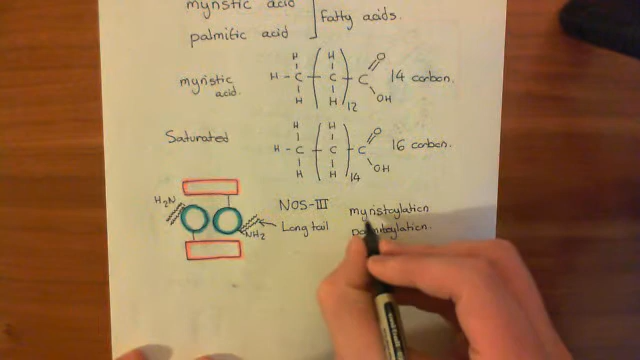 myristic acid
palmitic acid
Fatty acids.
myristic acid.
H H O
H - C - ( C ) - C 14 carbon.
H H 12 OH
Saturated
H H O
H - C - ( C ) - C 16 carbon.
H H 14 OH
H₂N
NOS-III
myristoylation
Long tail
palmitoylation.
NH₂